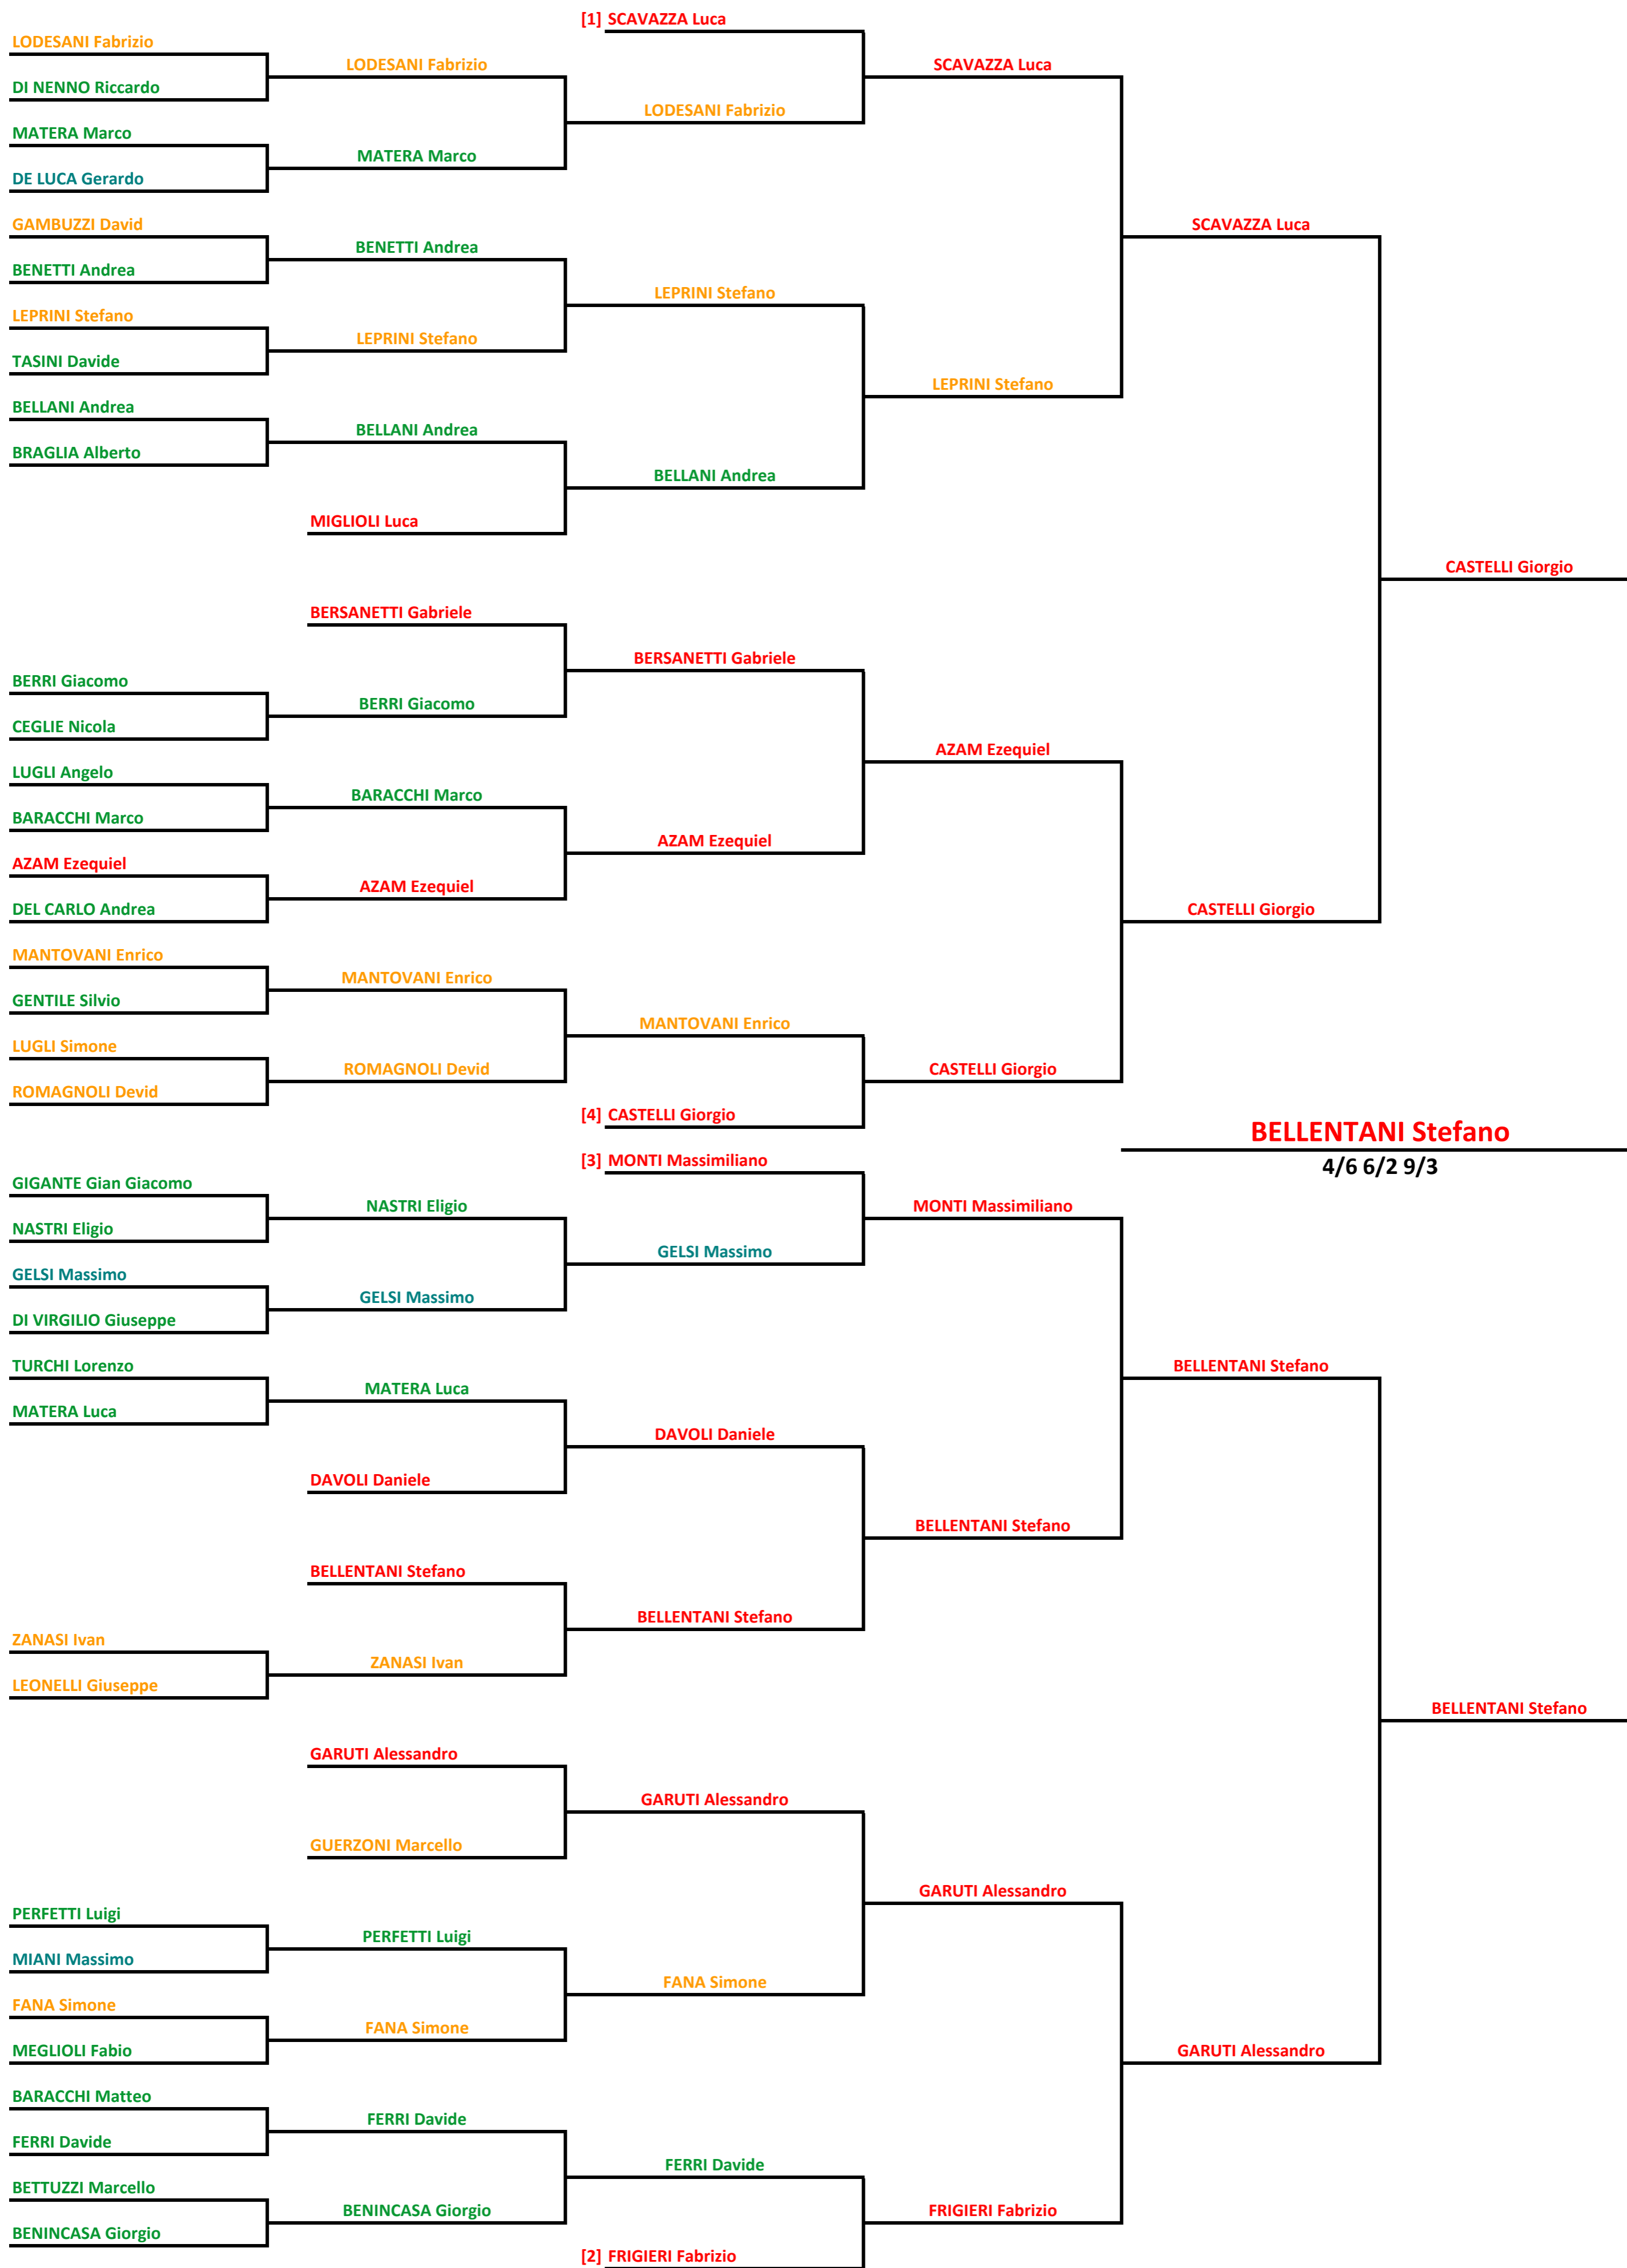 [1] SCAVAZZA Luca
LODESANI Fabrizio
LODESANI Fabrizio
SCAVAZZA Luca
DI NENNO Riccardo
LODESANI Fabrizio
MATERA Marco
MATERA Marco
DE LUCA Gerardo
GAMBUZZI David
SCAVAZZA Luca
BENETTI Andrea
BENETTI Andrea
LEPRINI Stefano
LEPRINI Stefano
LEPRINI Stefano
TASINI Davide
LEPRINI Stefano
BELLANI Andrea
BELLANI Andrea
BRAGLIA Alberto
BELLANI Andrea
MIGLIOLI Luca
CASTELLI Giorgio
BERSANETTI Gabriele
BERSANETTI Gabriele
BERRI Giacomo
BERRI Giacomo
CEGLIE Nicola
AZAM Ezequiel
LUGLI Angelo
BARACCHI Marco
BARACCHI Marco
AZAM Ezequiel
AZAM Ezequiel
AZAM Ezequiel
DEL CARLO Andrea
CASTELLI Giorgio
MANTOVANI Enrico
MANTOVANI Enrico
GENTILE Silvio
MANTOVANI Enrico
LUGLI Simone
ROMAGNOLI Devid
CASTELLI Giorgio
ROMAGNOLI Devid
[4] CASTELLI Giorgio
BELLENTANI Stefano
[3] MONTI Massimiliano
4/6 6/2 9/3
GIGANTE Gian Giacomo
NASTRI Eligio
MONTI Massimiliano
NASTRI Eligio
GELSI Massimo
GELSI Massimo
GELSI Massimo
DI VIRGILIO Giuseppe
TURCHI Lorenzo
BELLENTANI Stefano
MATERA Luca
MATERA Luca
DAVOLI Daniele
DAVOLI Daniele
BELLENTANI Stefano
BELLENTANI Stefano
BELLENTANI Stefano
ZANASI Ivan
ZANASI Ivan
LEONELLI Giuseppe
BELLENTANI Stefano
GARUTI Alessandro
GARUTI Alessandro
GUERZONI Marcello
GARUTI Alessandro
PERFETTI Luigi
PERFETTI Luigi
MIANI Massimo
FANA Simone
FANA Simone
FANA Simone
MEGLIOLI Fabio
GARUTI Alessandro
BARACCHI Matteo
FERRI Davide
FERRI Davide
FERRI Davide
BETTUZZI Marcello
BENINCASA Giorgio
FRIGIERI Fabrizio
BENINCASA Giorgio
[2] FRIGIERI Fabrizio